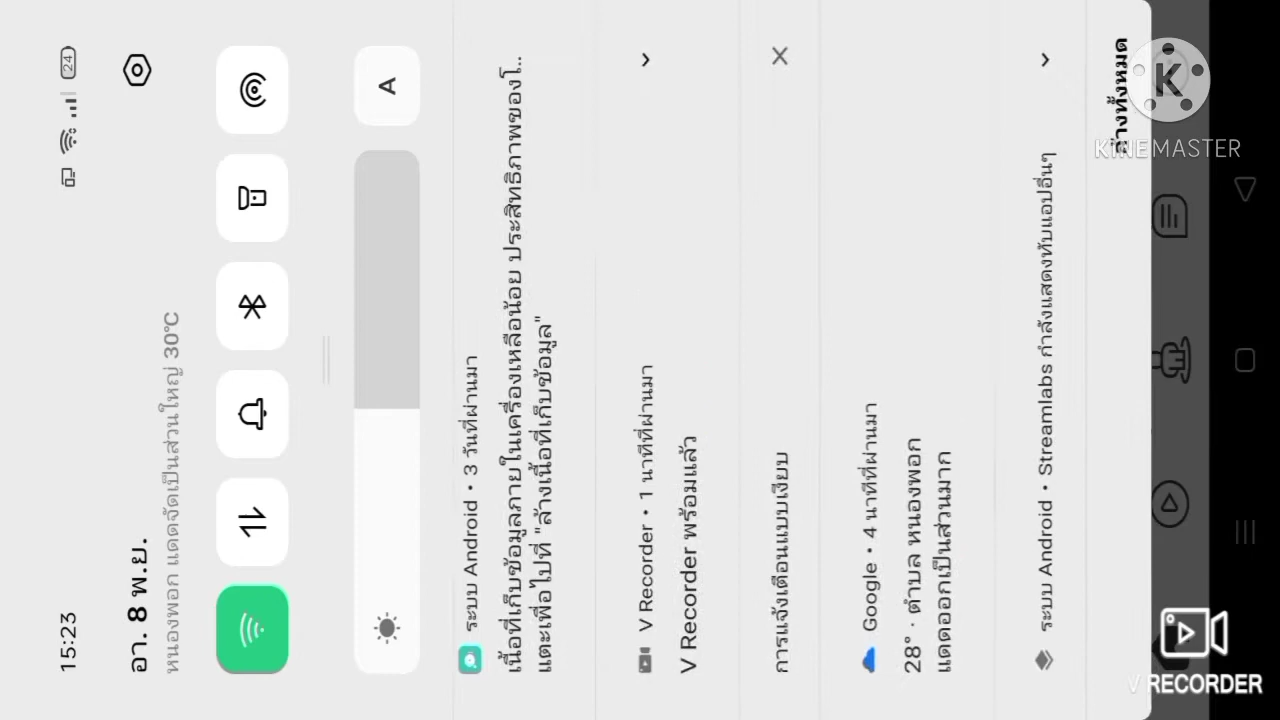 15:23
24
อา. 8 พ.ย.
หนองพอก แดดจัดเป็นส่วนใหญ่ 30°C
A
ระบบ Android • 3 วันที่ผ่านมา
เนื้อที่เก็บข้อมูลภายในเครื่องเหลือน้อย ประสิทธิภาพของโ...
แตะเพื่อไปที่ "ล้างเนื้อที่เก็บข้อมูล"
V Recorder • 1 นาทีที่ผ่านมา
V Recorder พร้อมแล้ว
การแจ้งเตือนแบบเงียบ
Google • 4 นาทีที่ผ่านมา
28° · ตำบล หนองพอก
แดดออกเป็นส่วนมาก
ระบบ Android • Streamlabs กำลังแสดงทับแอปอื่นๆ
ล้างทั้งหมด
K
KINEMASTER
V RECORDER